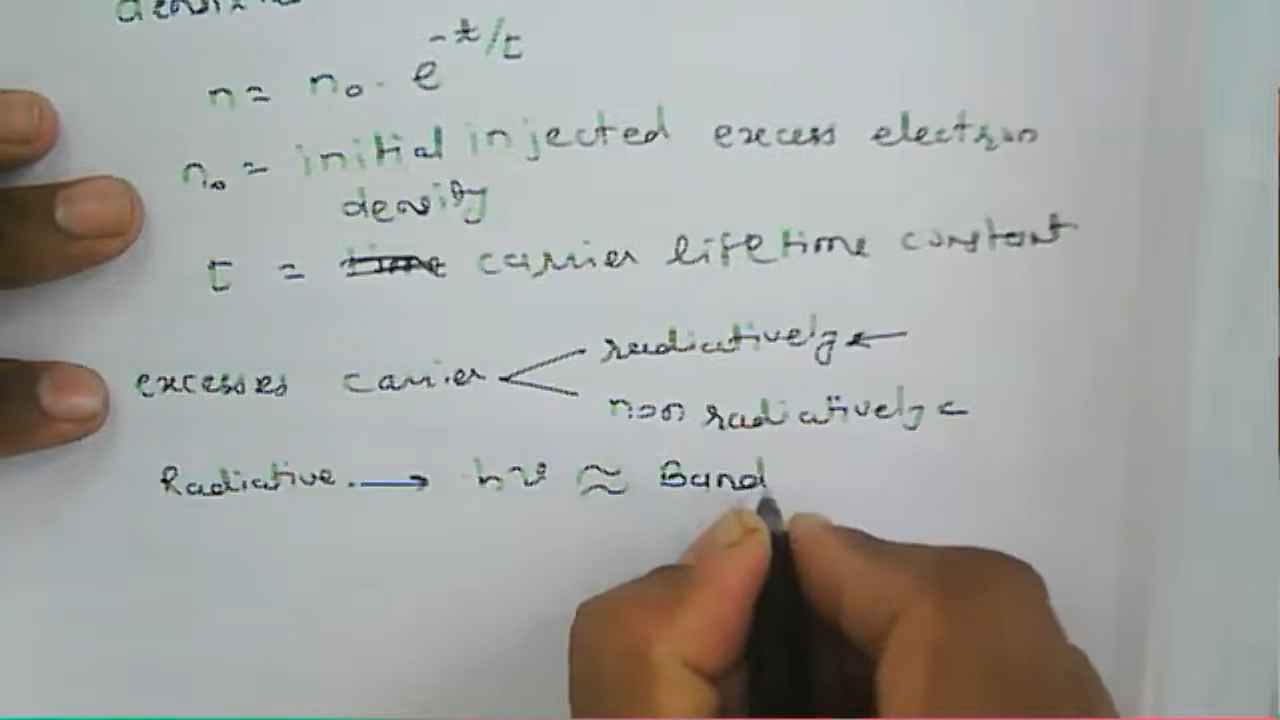 n = n₀ · e^(-t/τ)
n₀ = initial injected excess electron
density
τ = carrier lifetime constant
excesses carrier
radiatively ←
non radiatively ←
Radiative → hν ≈ Band